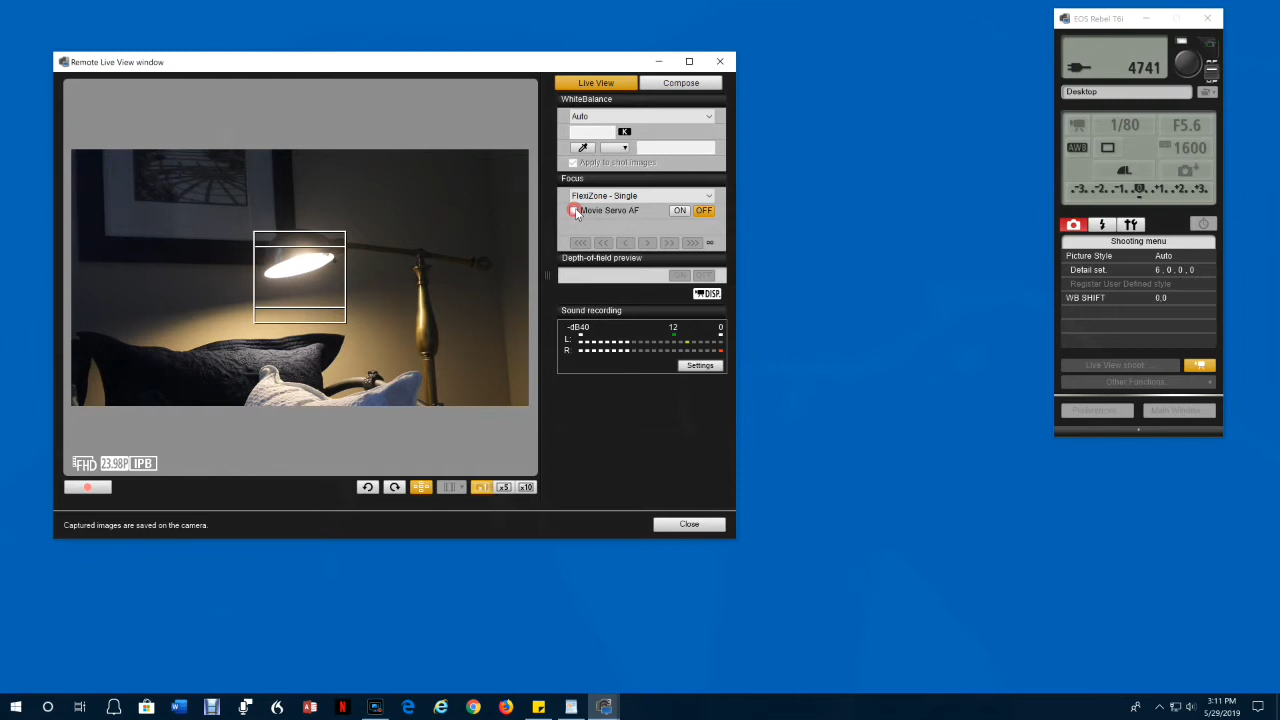 Remote Live View window
Live View
Compose
WhiteBalance
Auto
K
Apply to shot images
Focus
FlexiZone - Single
Movie Servo AF
ON
OFF
<<<
<<
<
>
>>
>>>
∞
Depth-of-field preview
ON
OFF
DISP.
Sound recording
-dB40
12
0
L:
R:
Settings
FHD 23.98P IPB
x1
x5
x10
Captured images are saved on the camera.
Close
EOS Rebel T6i
4741
Desktop
1/80
F5.6
AWB
1600
L
-3..2..1..0..+1..+2..+3
Shooting menu
Picture Style Auto
Detail set. 6 , 0 , 0 , 0
Register User Defined style
WB SHIFT 0,0
Live View shoot. ...
Other Functions...
Preferences...
Main Window...
3:11 PM
5/29/2019